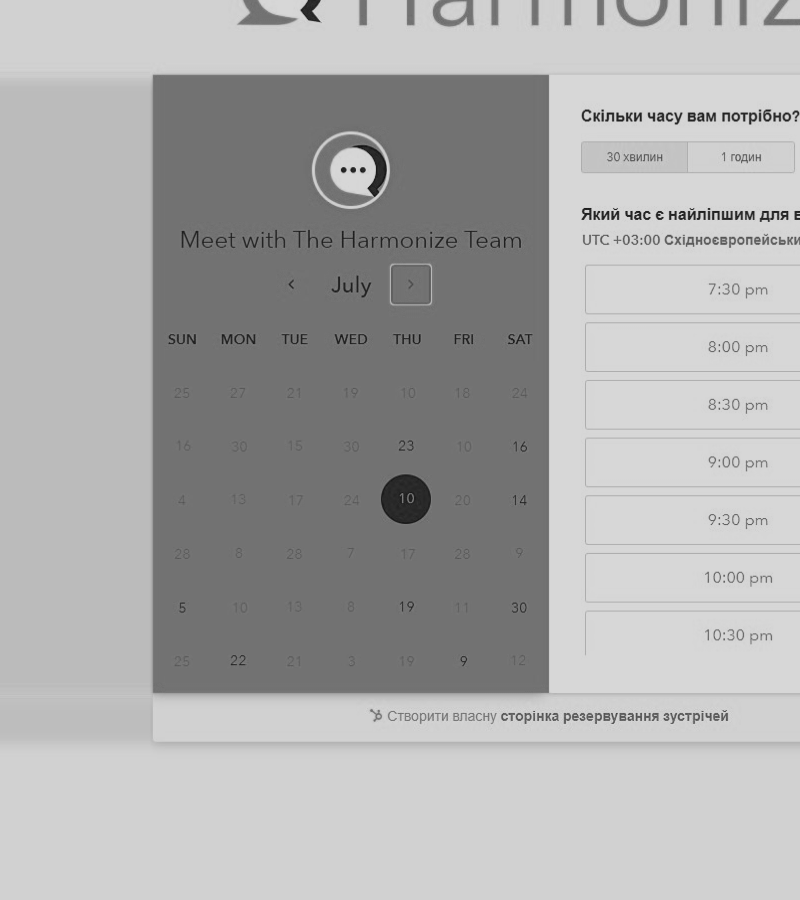 Harmoniz
Meet with The Harmonize Team
July
SUN MON TUE WED THU FRI SAT
25 27 21 19 10 18 24
16 30 15 30 23 10 16
4 13 17 24 10 20 14
28 8 28 7 17 28 9
5 10 13 8 19 11 30
25 22 21 3 19 9 12
Скільки часу вам потрібно?
30 хвилин 1 годин
Який час є найліпшим для в
UTC +03:00 Східноєвропейськи
7:30 pm
8:00 pm
8:30 pm
9:00 pm
9:30 pm
10:00 pm
10:30 pm
Створити власну сторінка резервування зустрічей